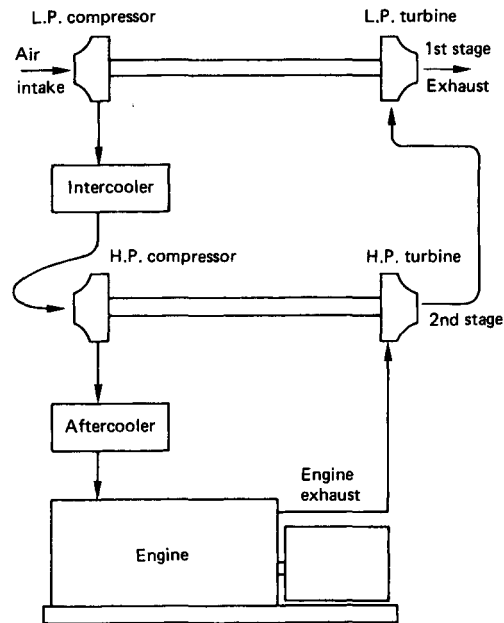 L.P. compressor
L.P. turbine
Air
intake
1st stage
Exhaust
Intercooler
H.P. compressor
H.P. turbine
2nd stage
Aftercooler
Engine
exhaust
Engine